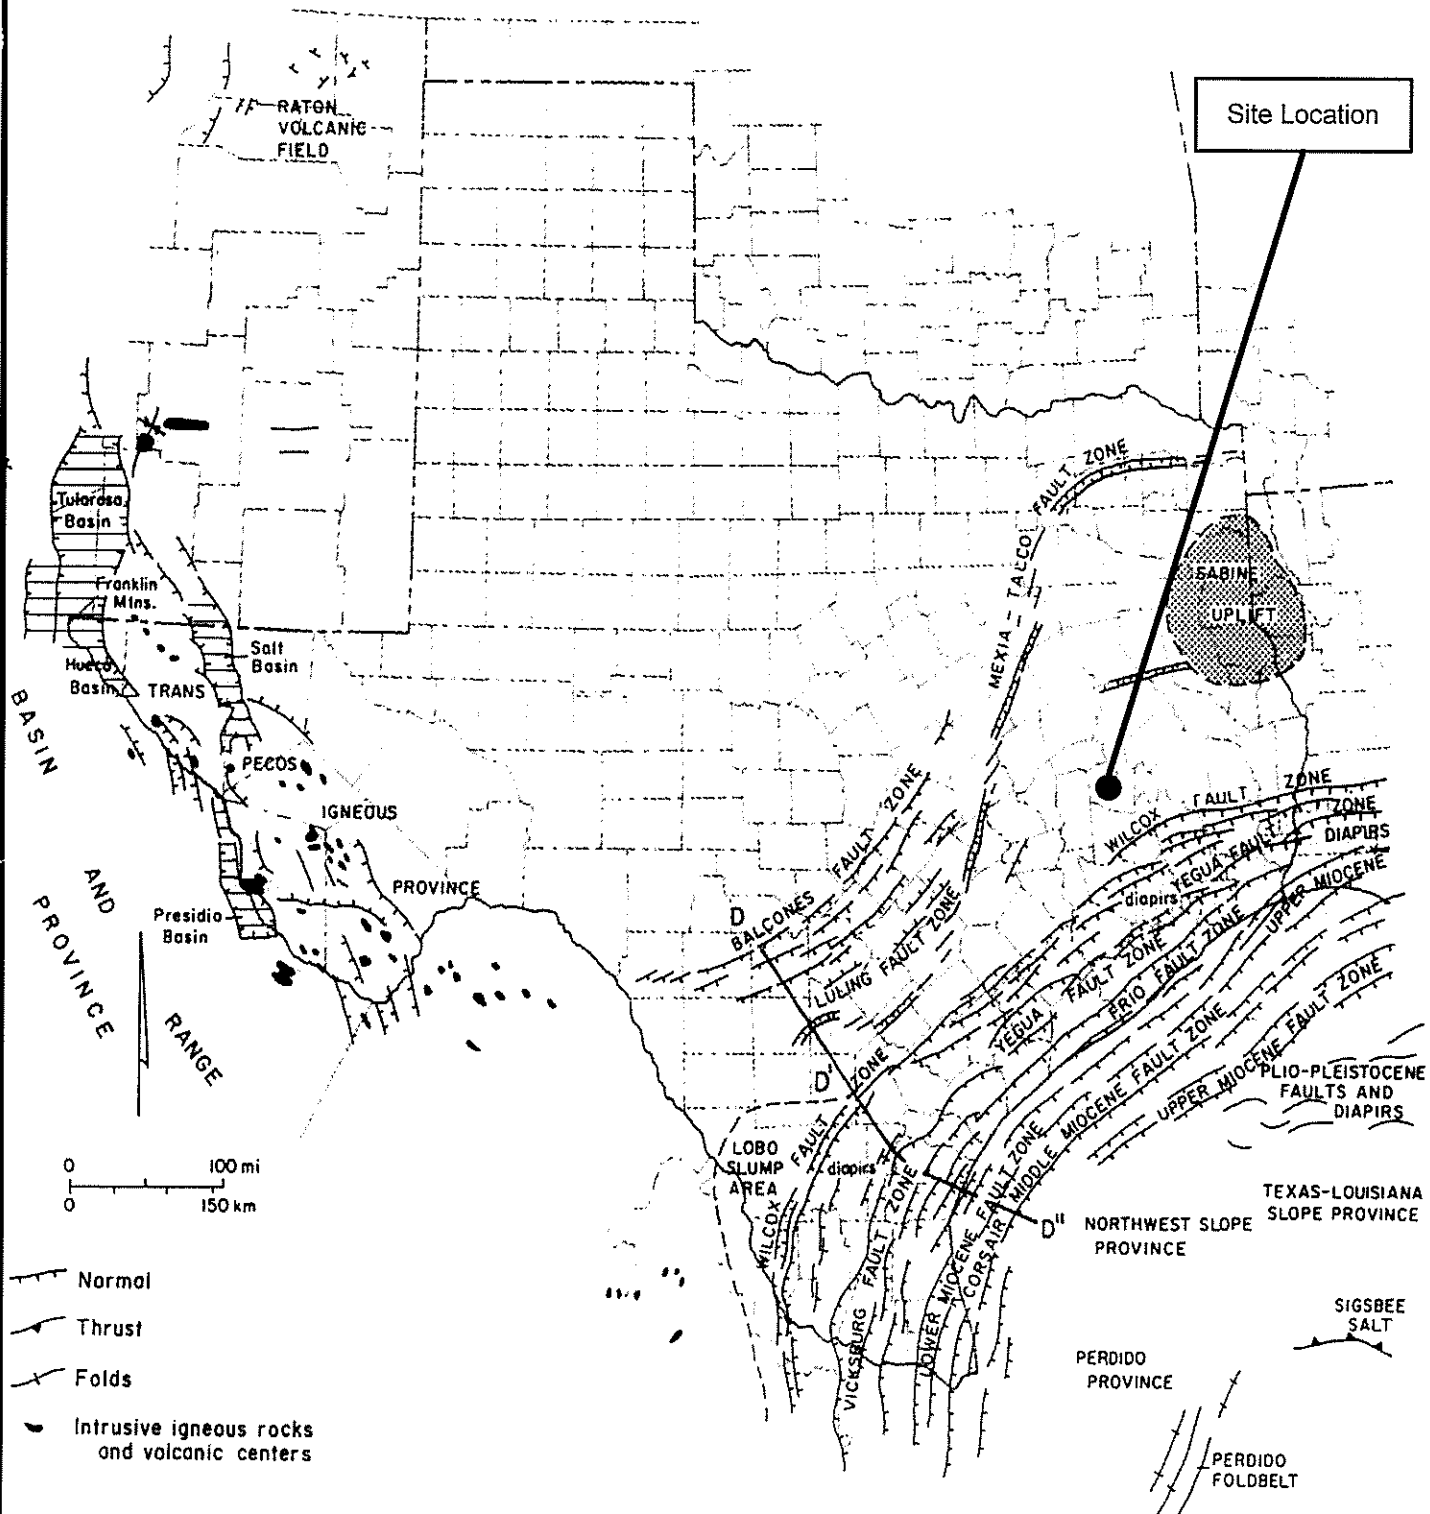 Site Location
RATON
VOLCANIC
FIELD
FAULT ZONE
MEXIA - TALCO
Tularosa
Basin
Franklin
Mtns.
SABINE
UPLIFT
Salt
Basin
Hueco
Basin
TRANS
PECOS
IGNEOUS
PROVINCE
BASIN
AND
RANGE
PROVINCE
Presidio
Basin
WILCOX FAULT ZONE
YEGUA FAULT ZONE
DIAPIRS
diapirs
UPPER MIOCENE
BALCONES FAULT ZONE
D
LULING FAULT ZONE
YEGUA FAULT ZONE
FRIO FAULT ZONE
D'
WILCOX FAULT ZONE
LOBO
SLUMP
AREA
diapirs
VICKSBURG FAULT ZONE
LOWER MIOCENE FAULT ZONE
CORSAIR MIDDLE MIOCENE FAULT ZONE
UPPER MIOCENE FAULT ZONE
PLIO-PLEISTOCENE
FAULTS AND
DIAPIRS
D"
NORTHWEST SLOPE
PROVINCE
TEXAS-LOUISIANA
SLOPE PROVINCE
0 100 mi
0 150 km
Normal
Thrust
Folds
Intrusive igneous rocks
and volcanic centers
SIGSBEE
SALT
PERDIDO
PROVINCE
PERDIDO
FOLDBELT